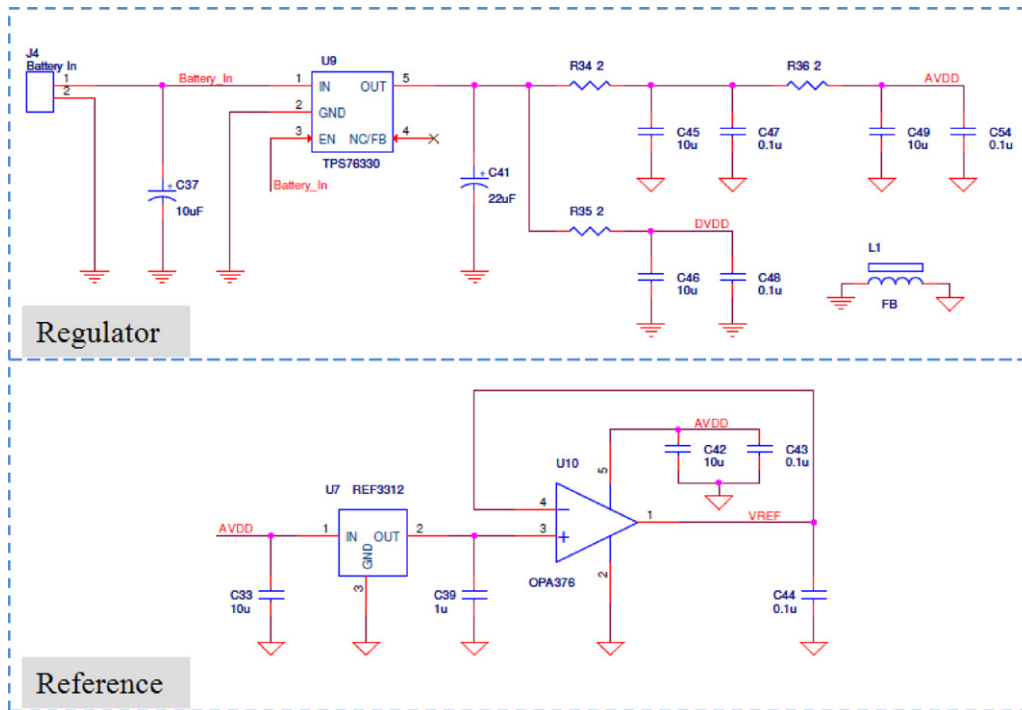 J4
Battery In
1
2
Battery_In
U9
1
IN
OUT
5
2
GND
3
EN
NC/FB
4
TPS76330
Battery_In
C37
10uF
C41
22uF
R34 2
R36 2
AVDD
C45
10u
C47
0.1u
C49
10u
C54
0.1u
R35 2
DVDD
C46
10u
C48
0.1u
L1
FB
Regulator
AVDD
U7 REF3312
1
IN
OUT
2
GND
3
C33
10u
C39
1u
U10
4
3
5
2
1
OPA376
AVDD
C42
10u
C43
0.1u
VREF
C44
0.1u
Reference